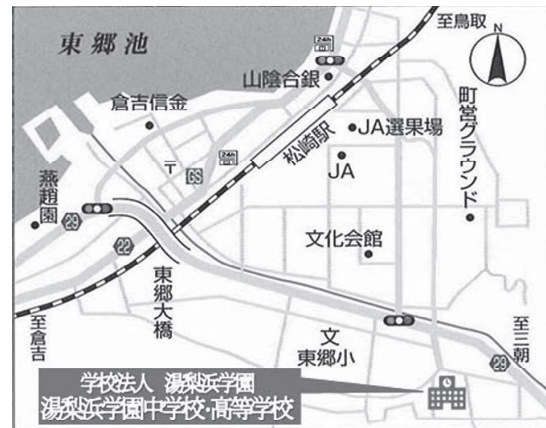 至鳥取
東郷池
24h
山陰合銀
倉吉信金
町営グラウンド
JA選果場
松崎駅
〒
24h
GS
JA
燕趙園
29
22
文化会館
東郷大橋
至倉吉
文
東郷小
至三朝
29
学校法人 湯梨浜学園
湯梨浜学園中学校・高等学校